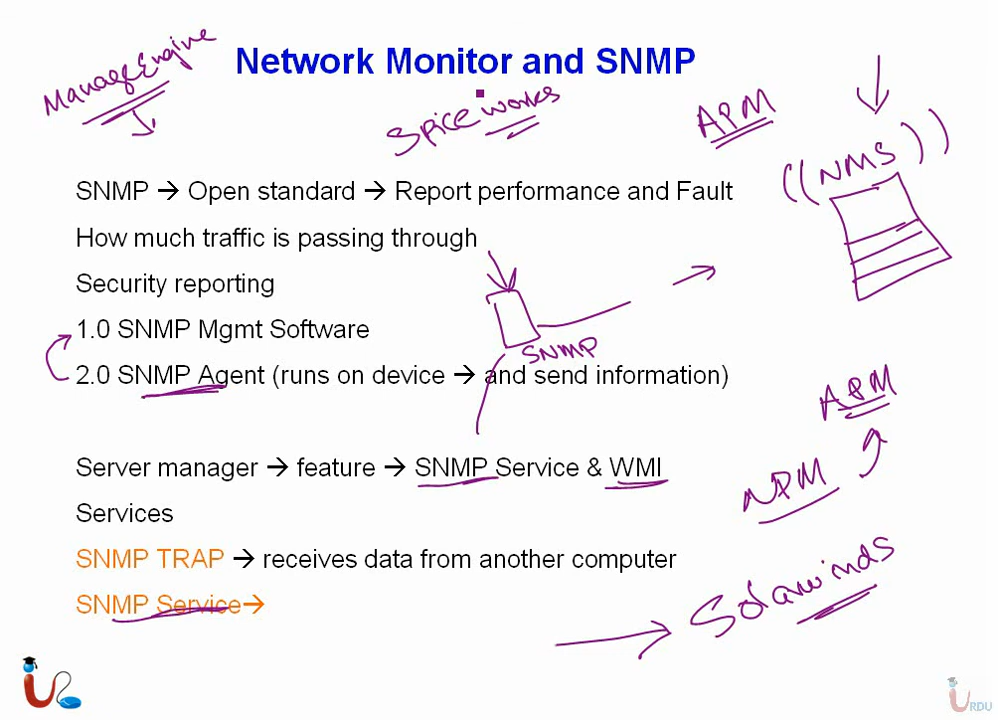 ManageEngine
Network Monitor and SNMP
Spiceworks
APM
((NMS))
SNMP → Open standard → Report performance and Fault
How much traffic is passing through
Security reporting
1.0 SNMP Mgmt Software
SNMP
2.0 SNMP Agent (runs on device → and send information)
APM
Server manager → feature → SNMP Service & WMI
NPM
Services
SNMP TRAP → receives data from another computer
Solarwinds
SNMP Service→
URDU